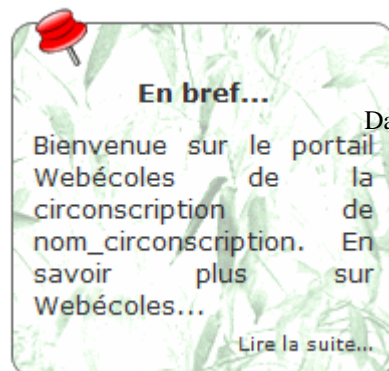 En bref...
Da
Bienvenue sur le portail
Webécoles de la
circonscription de
nom_circonscription. En
savoir plus sur
Webécoles...
Lire la suite...